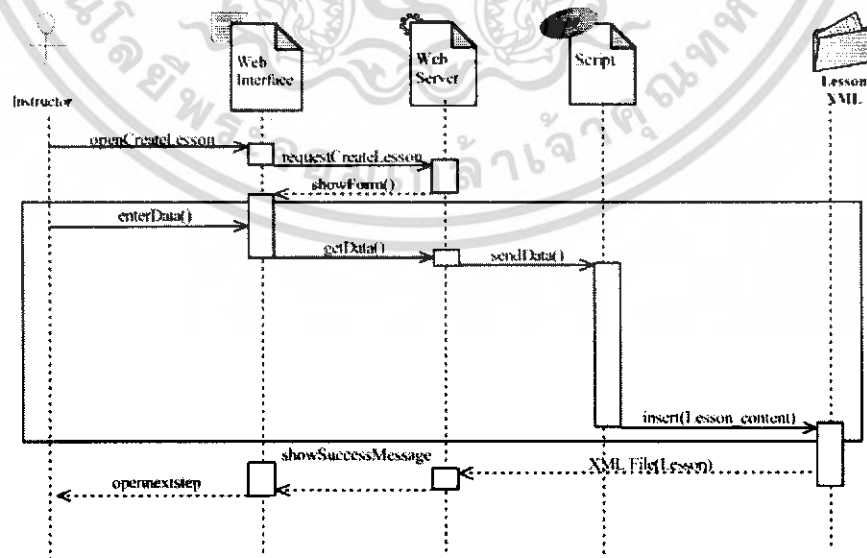 Web
Interface
Web
Server
Script
Lesson
XML
Instructor
openCreateLesson
requestCreateLesson
showForm()
enterData()
getData()
sendData()
insert(Lesson_content)
showSuccessMessage
XML File(Lesson)
opennextstep